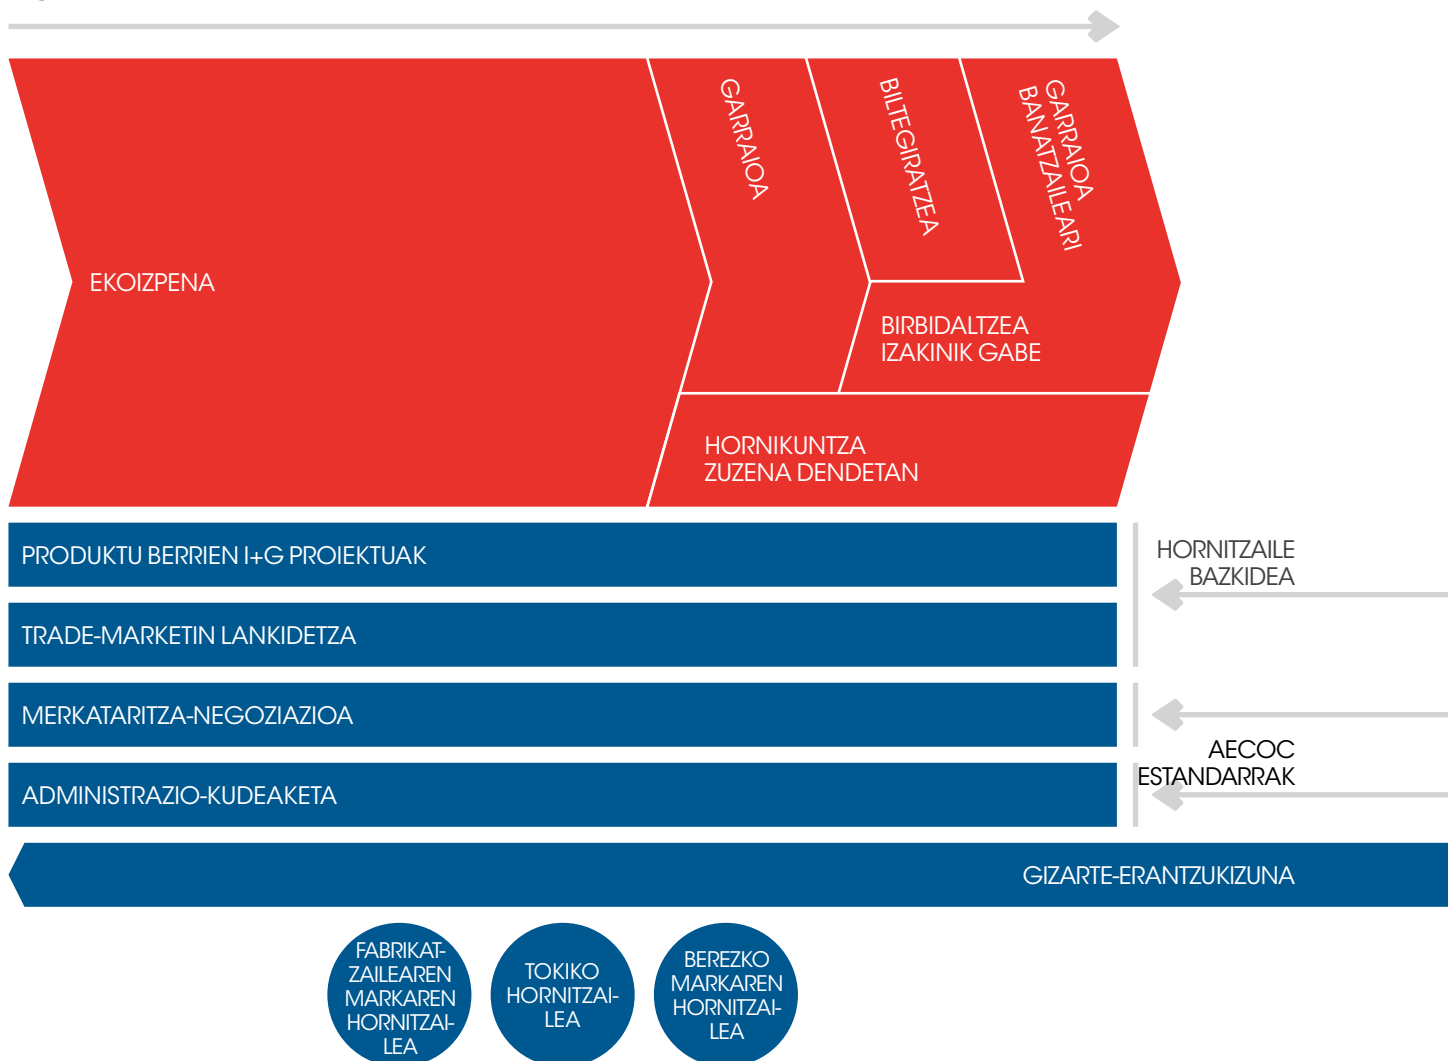 GARRAIOA
BILTEGIRATZEA
GARRAIOA
BANATZAILEARI
EKOIZPENA
BIRBIDALTZEA
IZAKINIK GABE
HORNIKUNTZA
ZUZENA DENDETAN
PRODUKTU BERRIEN I+G PROIEKTUAK
HORNITZAILE
BAZKIDEA
TRADE-MARKETIN LANKIDETZA
MERKATARITZA-NEGOZIAZIOA
AECOC
ESTANDARRAK
ADMINISTRAZIO-KUDEAKETA
GIZARTE-ERANTZUKIZUNA
FABRIKAT-
ZAILEAREN
MARKAREN
HORNITZAI-
LEA
TOKIKO
HORNITZAI-
LEA
BEREZKO
MARKAREN
HORNITZAI-
LEA